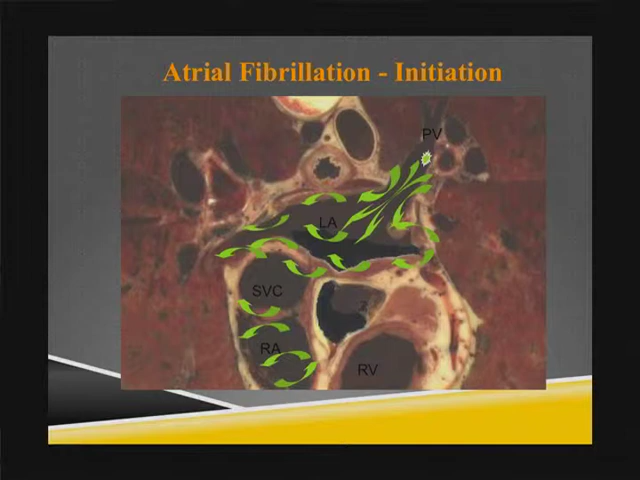 Atrial Fibrillation - Initiation
PV
LA
SVC
RA
RV